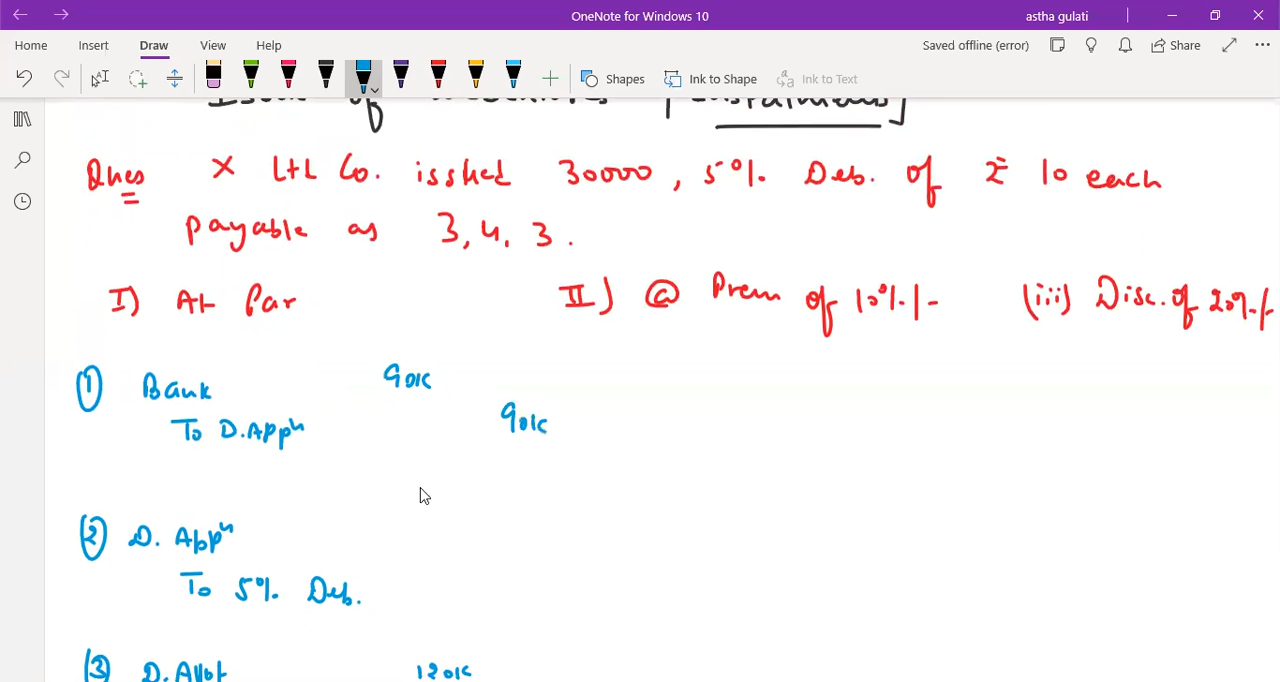 OneNote for Windows 10
astha gulati
Home Insert Draw View Help
Saved offline (error) Share
Shapes Ink to Shape Ink to Text
of
Ques X Ltd Co. issued 30000, 5% Deb. of ₹ 10 each
payable as 3, 4, 3.
I) At Par II) @ Prem of 10%/- (iii) Disc. of 20%/-
① Bank 90K
To D.Appn 90K
② D. Appn
To 5% Deb.
③ D. Allot 120K